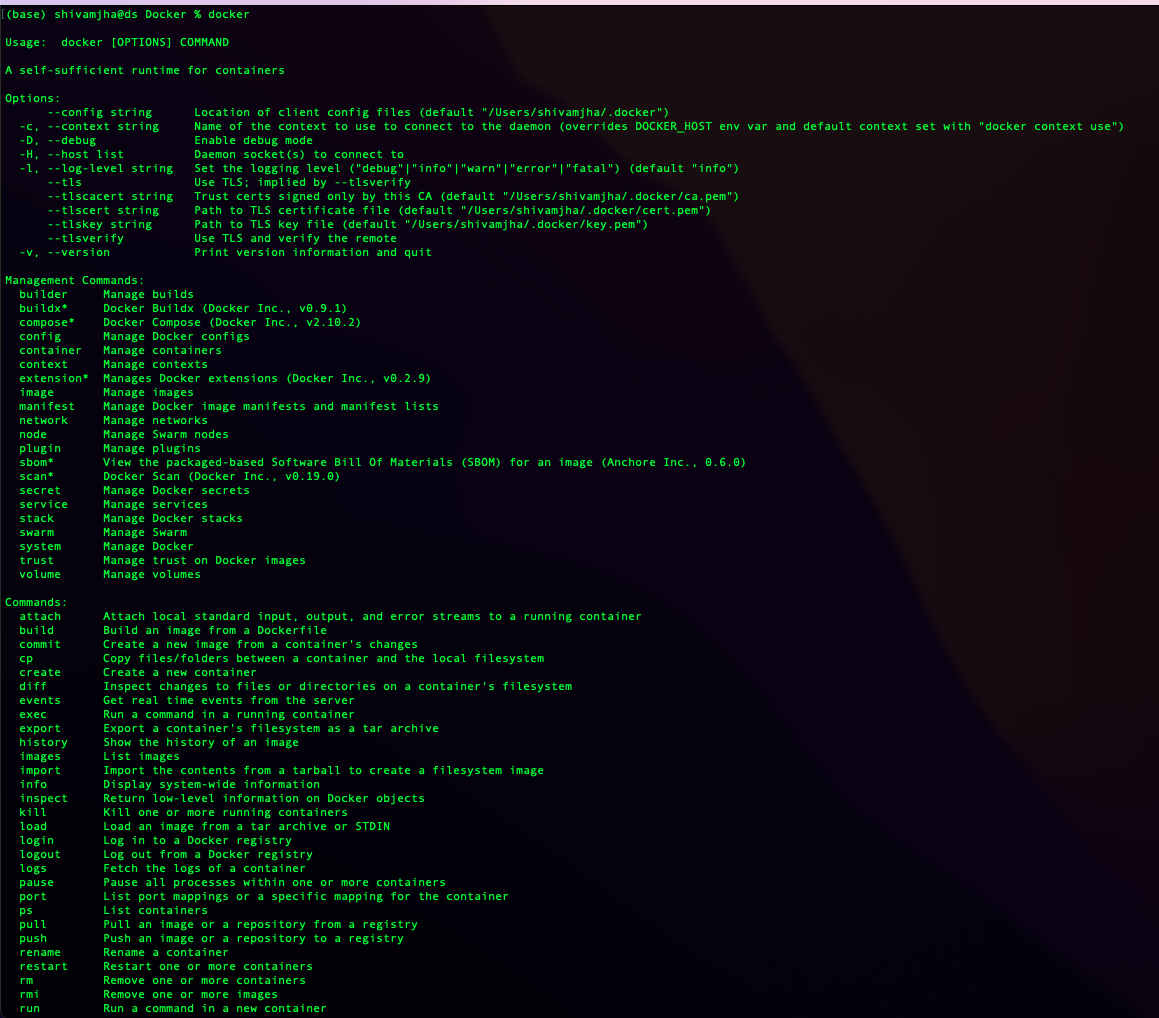 (base) shivamjha@ds Docker % docker

Usage:  docker [OPTIONS] COMMAND

A self-sufficient runtime for containers

Options:
      --config string      Location of client config files (default "/Users/shivamjha/.docker")
  -c, --context string     Name of the context to use to connect to the daemon (overrides DOCKER_HOST env var and default context set with "docker context use")
  -D, --debug              Enable debug mode
  -H, --host list          Daemon socket(s) to connect to
  -l, --log-level string   Set the logging level ("debug"|"info"|"warn"|"error"|"fatal") (default "info")
      --tls                Use TLS; implied by --tlsverify
      --tlscacert string   Trust certs signed only by this CA (default "/Users/shivamjha/.docker/ca.pem")
      --tlscert string     Path to TLS certificate file (default "/Users/shivamjha/.docker/cert.pem")
      --tlskey string      Path to TLS key file (default "/Users/shivamjha/.docker/key.pem")
      --tlsverify          Use TLS and verify the remote
  -v, --version            Print version information and quit

Management Commands:
  builder     Manage builds
  buildx*     Docker Buildx (Docker Inc., v0.9.1)
  compose*    Docker Compose (Docker Inc., v2.10.2)
  config      Manage Docker configs
  container   Manage containers
  context     Manage contexts
  extension*  Manages Docker extensions (Docker Inc., v0.2.9)
  image       Manage images
  manifest    Manage Docker image manifests and manifest lists
  network     Manage networks
  node        Manage Swarm nodes
  plugin      Manage plugins
  sbom*       View the packaged-based Software Bill Of Materials (SBOM) for an image (Anchore Inc., 0.6.0)
  scan*       Docker Scan (Docker Inc., v0.19.0)
  secret      Manage Docker secrets
  service     Manage services
  stack       Manage Docker stacks
  swarm       Manage Swarm
  system      Manage Docker
  trust       Manage trust on Docker images
  volume      Manage volumes

Commands:
  attach      Attach local standard input, output, and error streams to a running container
  build       Build an image from a Dockerfile
  commit      Create a new image from a container's changes
  cp          Copy files/folders between a container and the local filesystem
  create      Create a new container
  diff        Inspect changes to files or directories on a container's filesystem
  events      Get real time events from the server
  exec        Run a command in a running container
  export      Export a container's filesystem as a tar archive
  history     Show the history of an image
  images      List images
  import      Import the contents from a tarball to create a filesystem image
  info        Display system-wide information
  inspect     Return low-level information on Docker objects
  kill        Kill one or more running containers
  load        Load an image from a tar archive or STDIN
  login       Log in to a Docker registry
  logout      Log out from a Docker registry
  logs        Fetch the logs of a container
  pause       Pause all processes within one or more containers
  port        List port mappings or a specific mapping for the container
  ps          List containers
  pull        Pull an image or a repository from a registry
  push        Push an image or a repository to a registry
  rename      Rename a container
  restart     Restart one or more containers
  rm          Remove one or more containers
  rmi         Remove one or more images
  run         Run a command in a new container